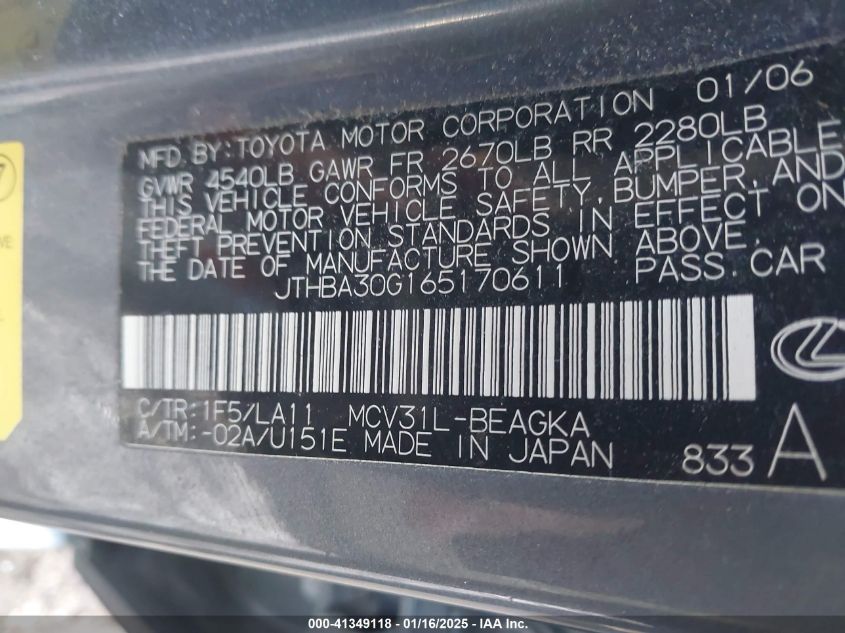 MFD. BY: TOYOTA MOTOR CORPORATION 01/06
GVWR 4540LB GAWR FR 2670LB RR 2280LB
THIS VEHICLE CONFORMS TO ALL APPLICABLE
FEDERAL MOTOR VEHICLE SAFETY, BUMPER, AND
THEFT PREVENTION STANDARDS IN EFFECT ON
THE DATE OF MANUFACTURE SHOWN ABOVE.
JTHBA30G165170611 PASS. CAR
C/TR: 1F5/LA11 MCV31L-BEAGKA
A/TM: -02A/U151E MADE IN JAPAN 833 A
000-41349118 - 01/16/2025 - IAAI Inc.